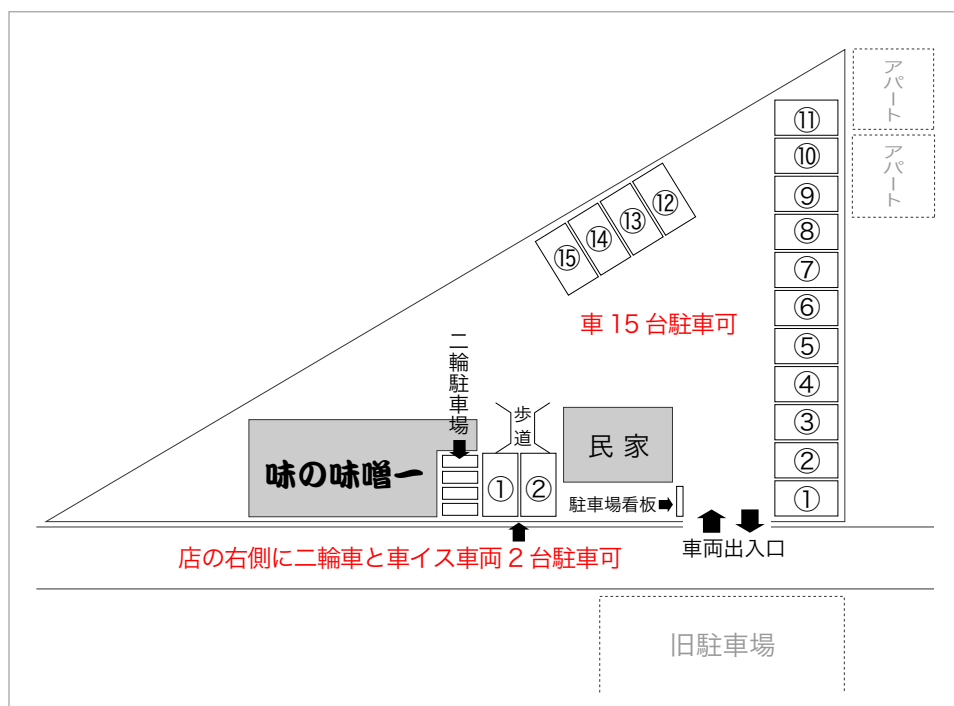 アパート
アパート
⑪
⑩
⑨
⑧
⑦
⑥
⑤
④
③
②
①
⑫
⑬
⑭
⑮
車15台駐車可
二輪駐車場
歩道
民家
味の味噌一
①
②
駐車場看板
車両出入口
店の右側に二輪車と車イス車両2台駐車可
旧駐車場